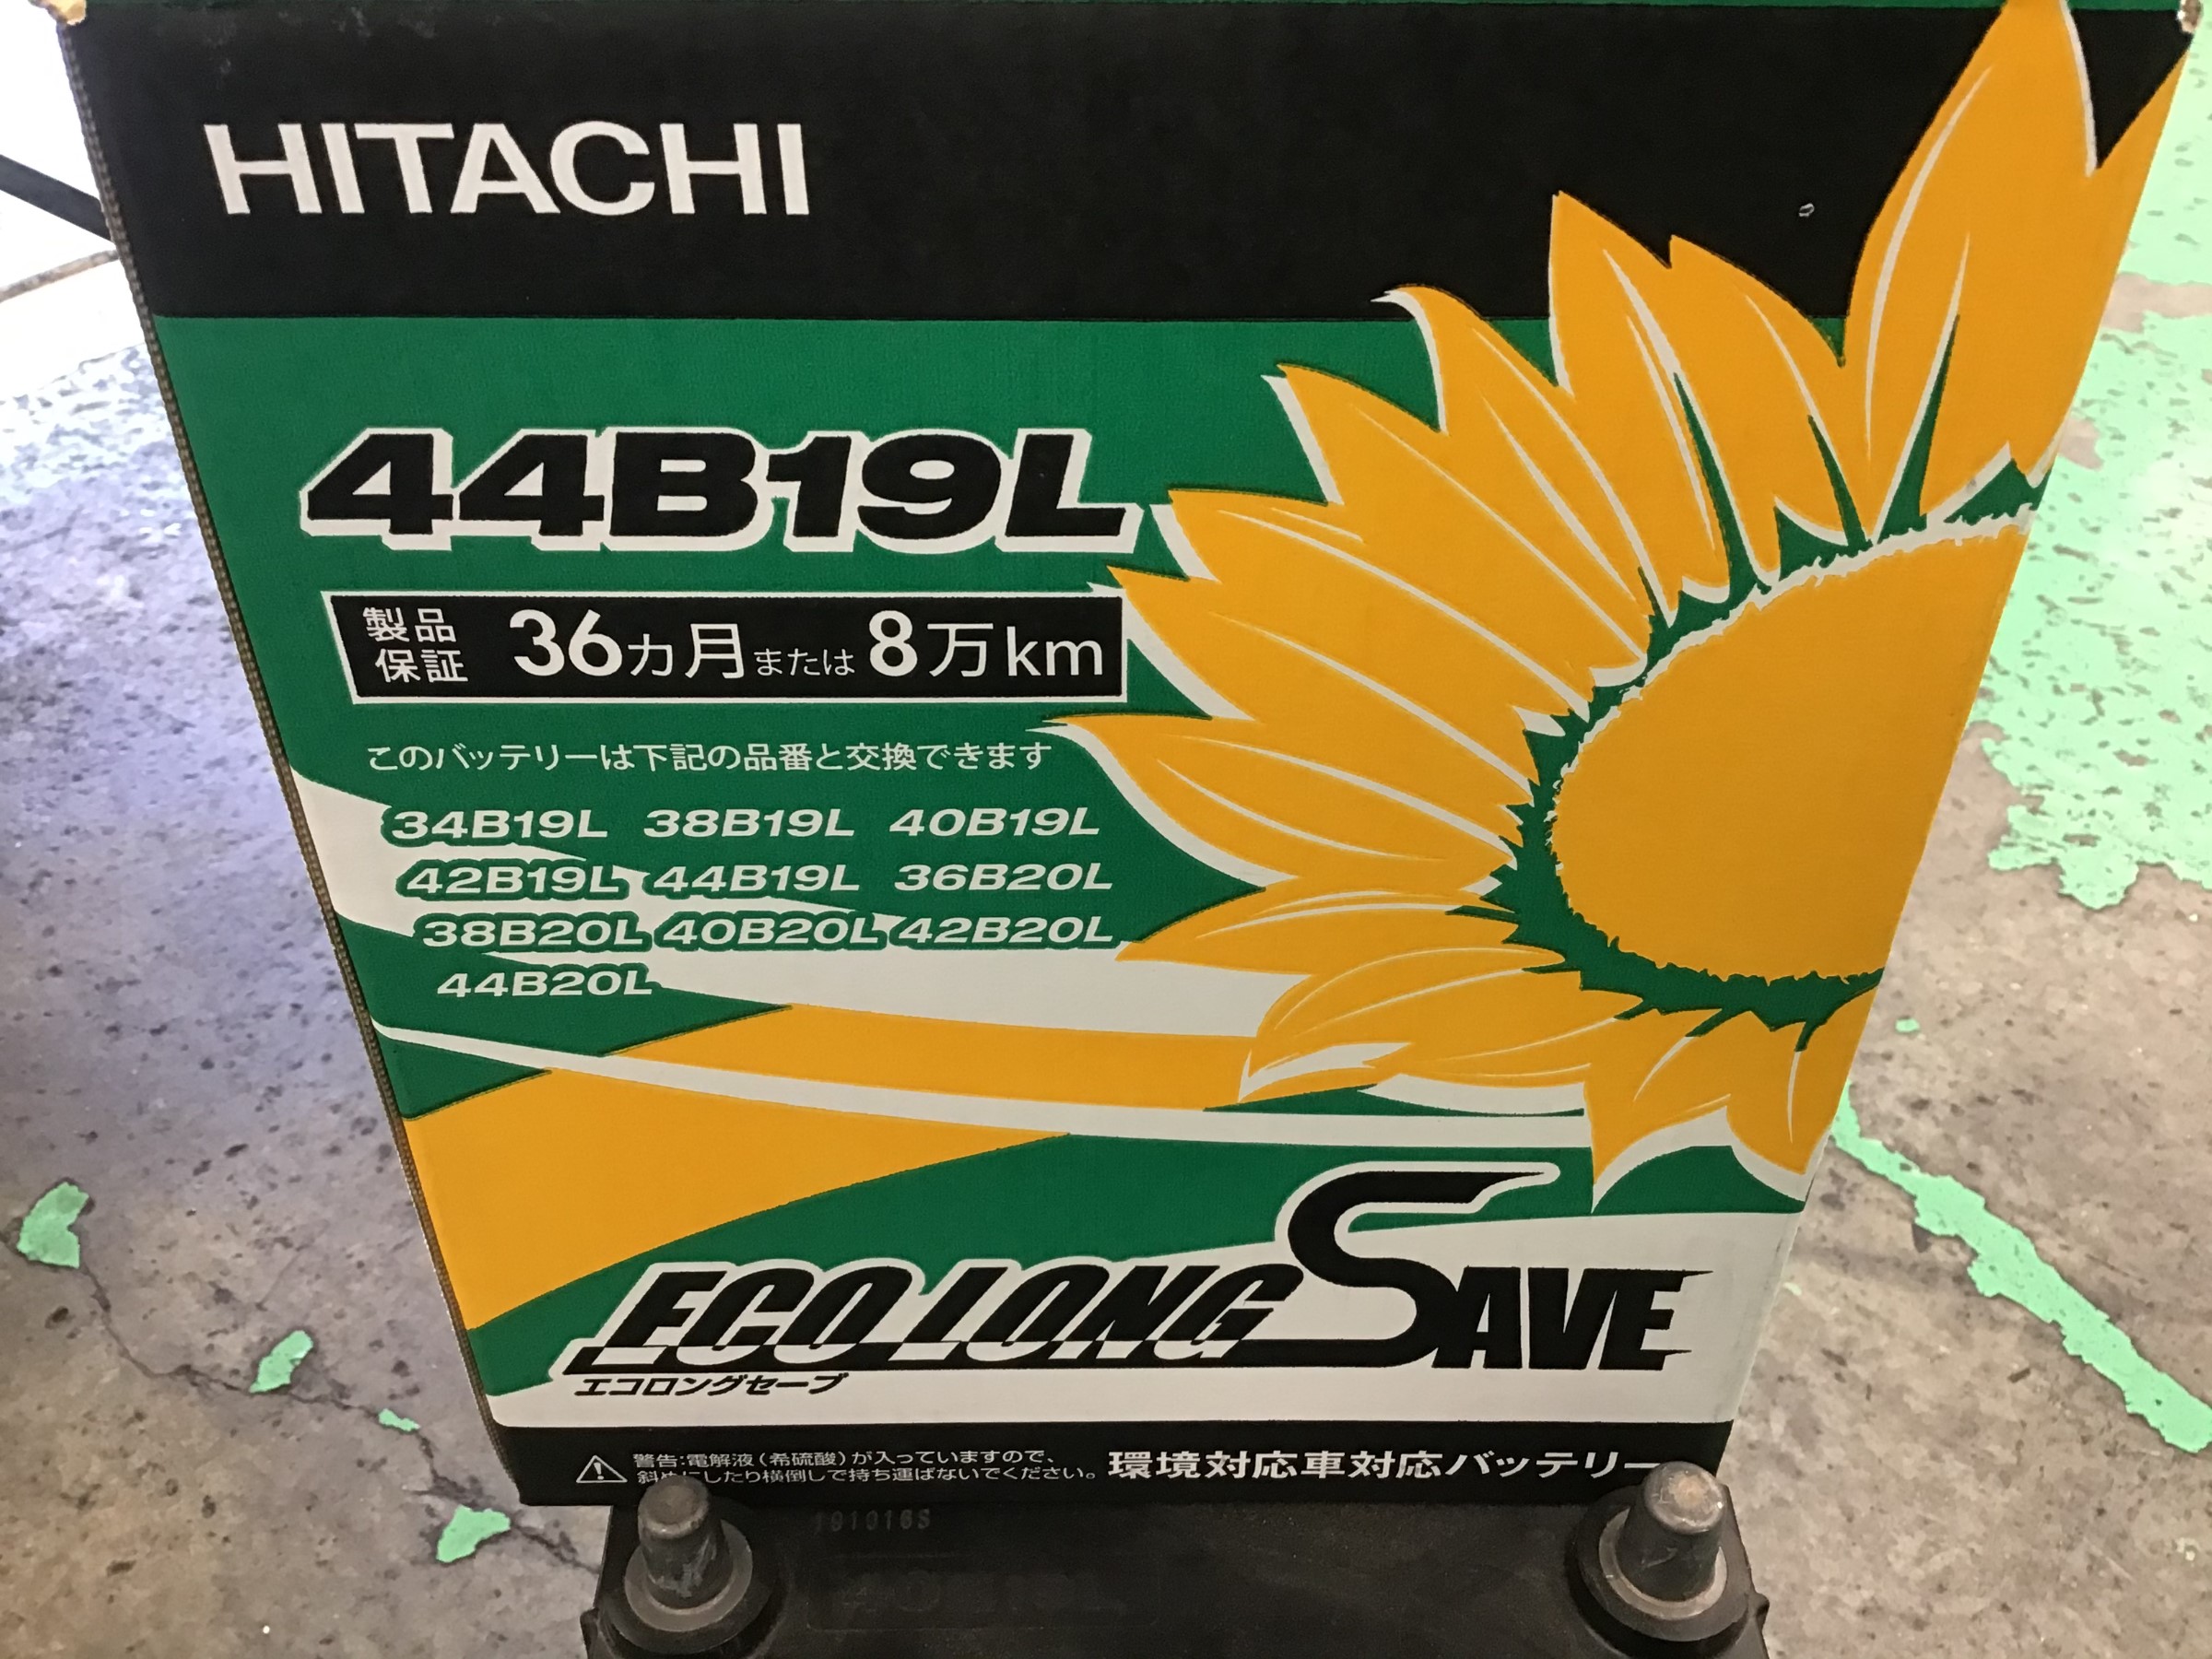 HITACHI
44B19L
製品保証 36カ月または8万km
このバッテリーは下記の品番と交換できます
34B19L 38B19L 40B19L
42B19L 44B19L 36B20L
38B20L 40B20L 42B20L
44B20L
ECO LONG SAVE
エコロングセーブ
警告:電解液(希硫酸)が入っていますので、
斜めにしたり横倒しで持ち運ばないでください。
環境対応車対応バッテリー
191016S